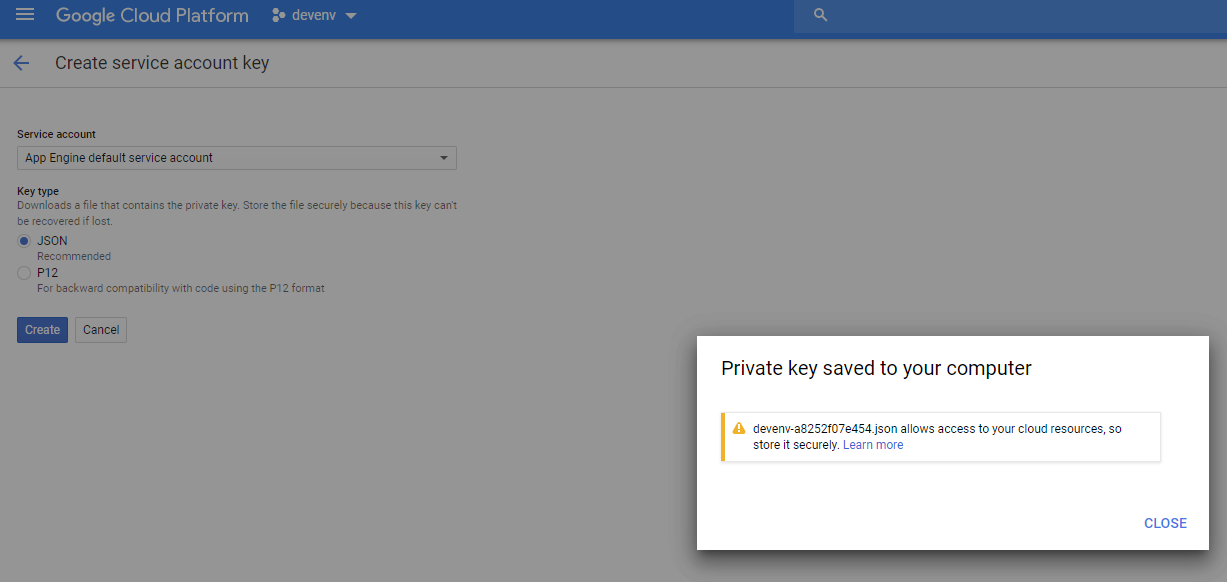 Google Cloud Platform devenv
Create service account key
Service account
App Engine default service account
Key type
Downloads a file that contains the private key. Store the file securely because this key can't
be recovered if lost.
JSON
Recommended
P12
For backward compatibility with code using the P12 format
Create Cancel
Private key saved to your computer
devenv-a8252f07e454.json allows access to your cloud resources, so
store it securely. Learn more
CLOSE